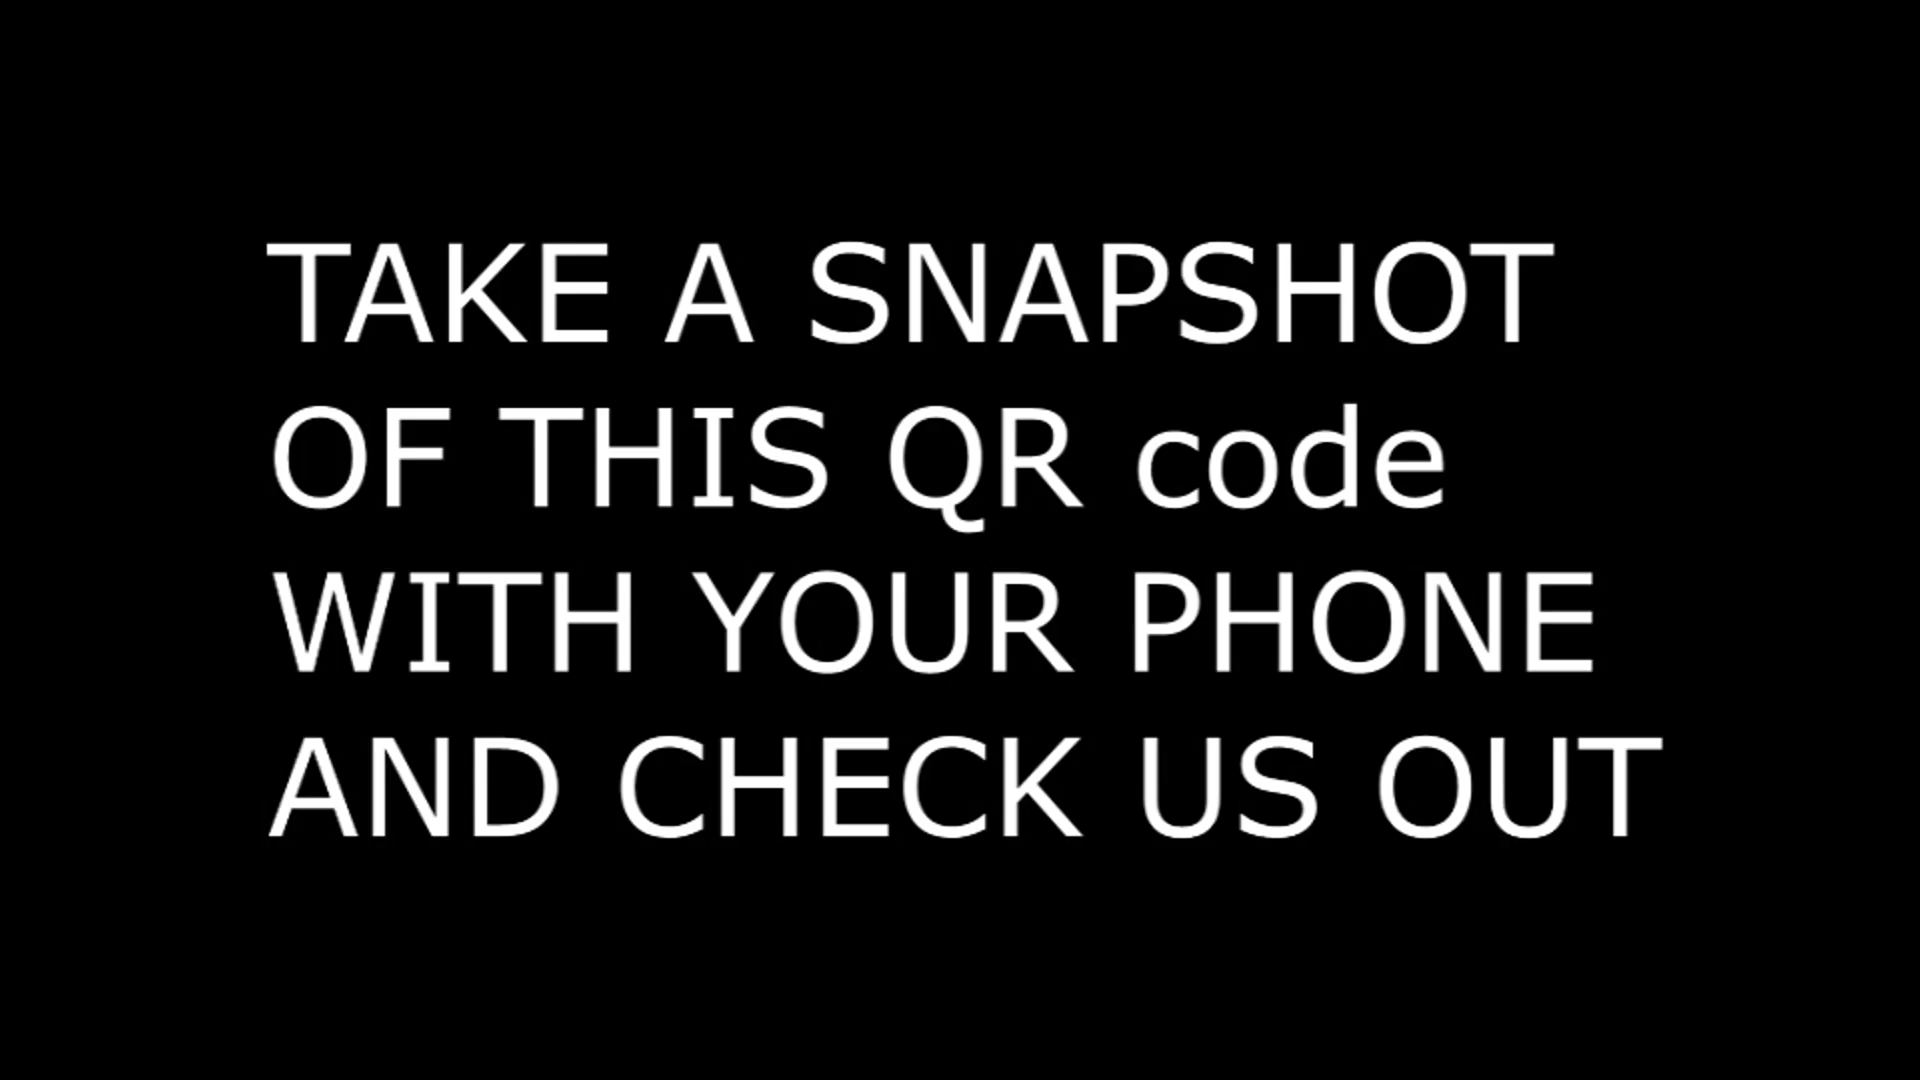 TAKE A SNAPSHOT
OF THIS QR code
WITH YOUR PHONE
AND CHECK US OUT